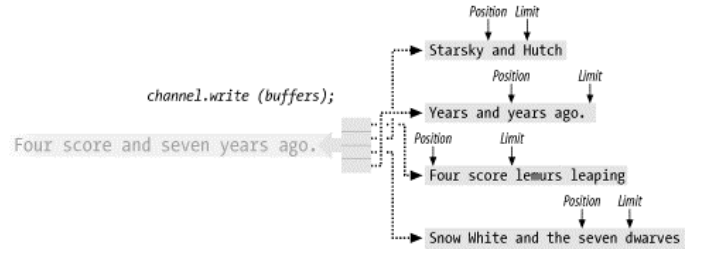 Position Limit
Starsky and Hutch
Position Limit
channel.write (buffers);
Years and years ago.
Position Limit
Four score and seven years ago.
Four score lemurs leaping
Position Limit
Snow White and the seven dwarves